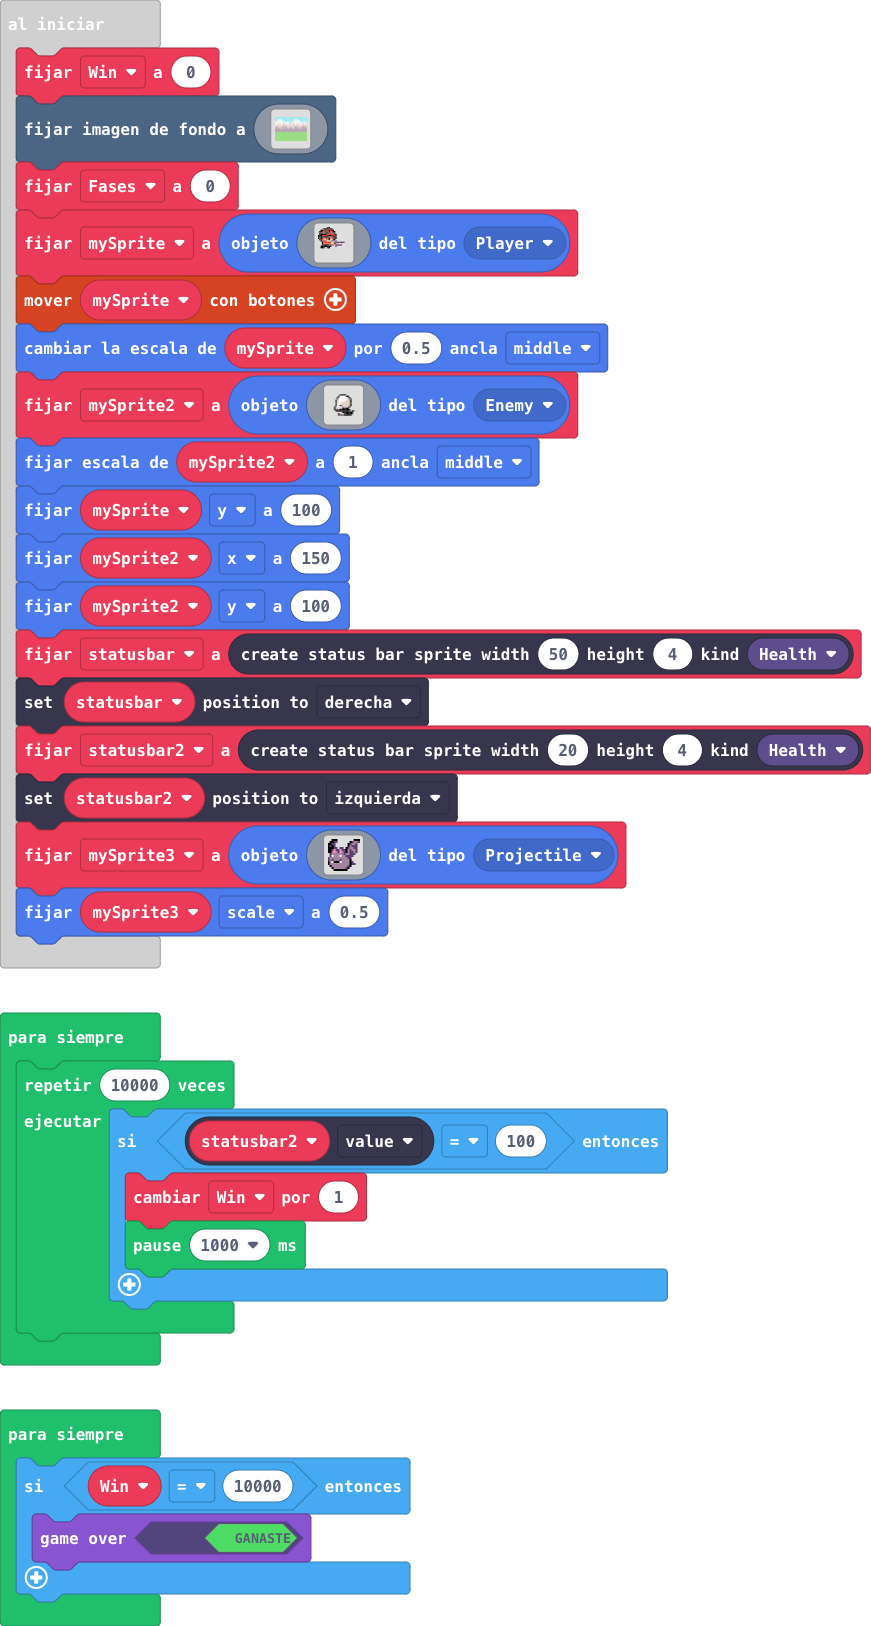 al iniciar
fijar Win a 0
fijar imagen de fondo a
fijar Fases a 0
fijar mySprite a objeto del tipo Player
mover mySprite con botones
cambiar la escala de mySprite por 0.5 ancla middle
fijar mySprite2 a objeto del tipo Enemy
fijar escala de mySprite2 a 1 ancla middle
fijar mySprite y a 100
fijar mySprite2 x a 150
fijar mySprite2 y a 100
fijar statusbar a create status bar sprite width 50 height 4 kind Health
set statusbar position to derecha
fijar statusbar2 a create status bar sprite width 20 height 4 kind Health
set statusbar2 position to izquierda
fijar mySprite3 a objeto del tipo Projectile
fijar mySprite3 scale a 0.5
para siempre
repetir 10000 veces
ejecutar
si statusbar2 value = 100 entonces
cambiar Win por 1
pause 1000 ms
para siempre
si Win = 10000 entonces
game over GANASTE